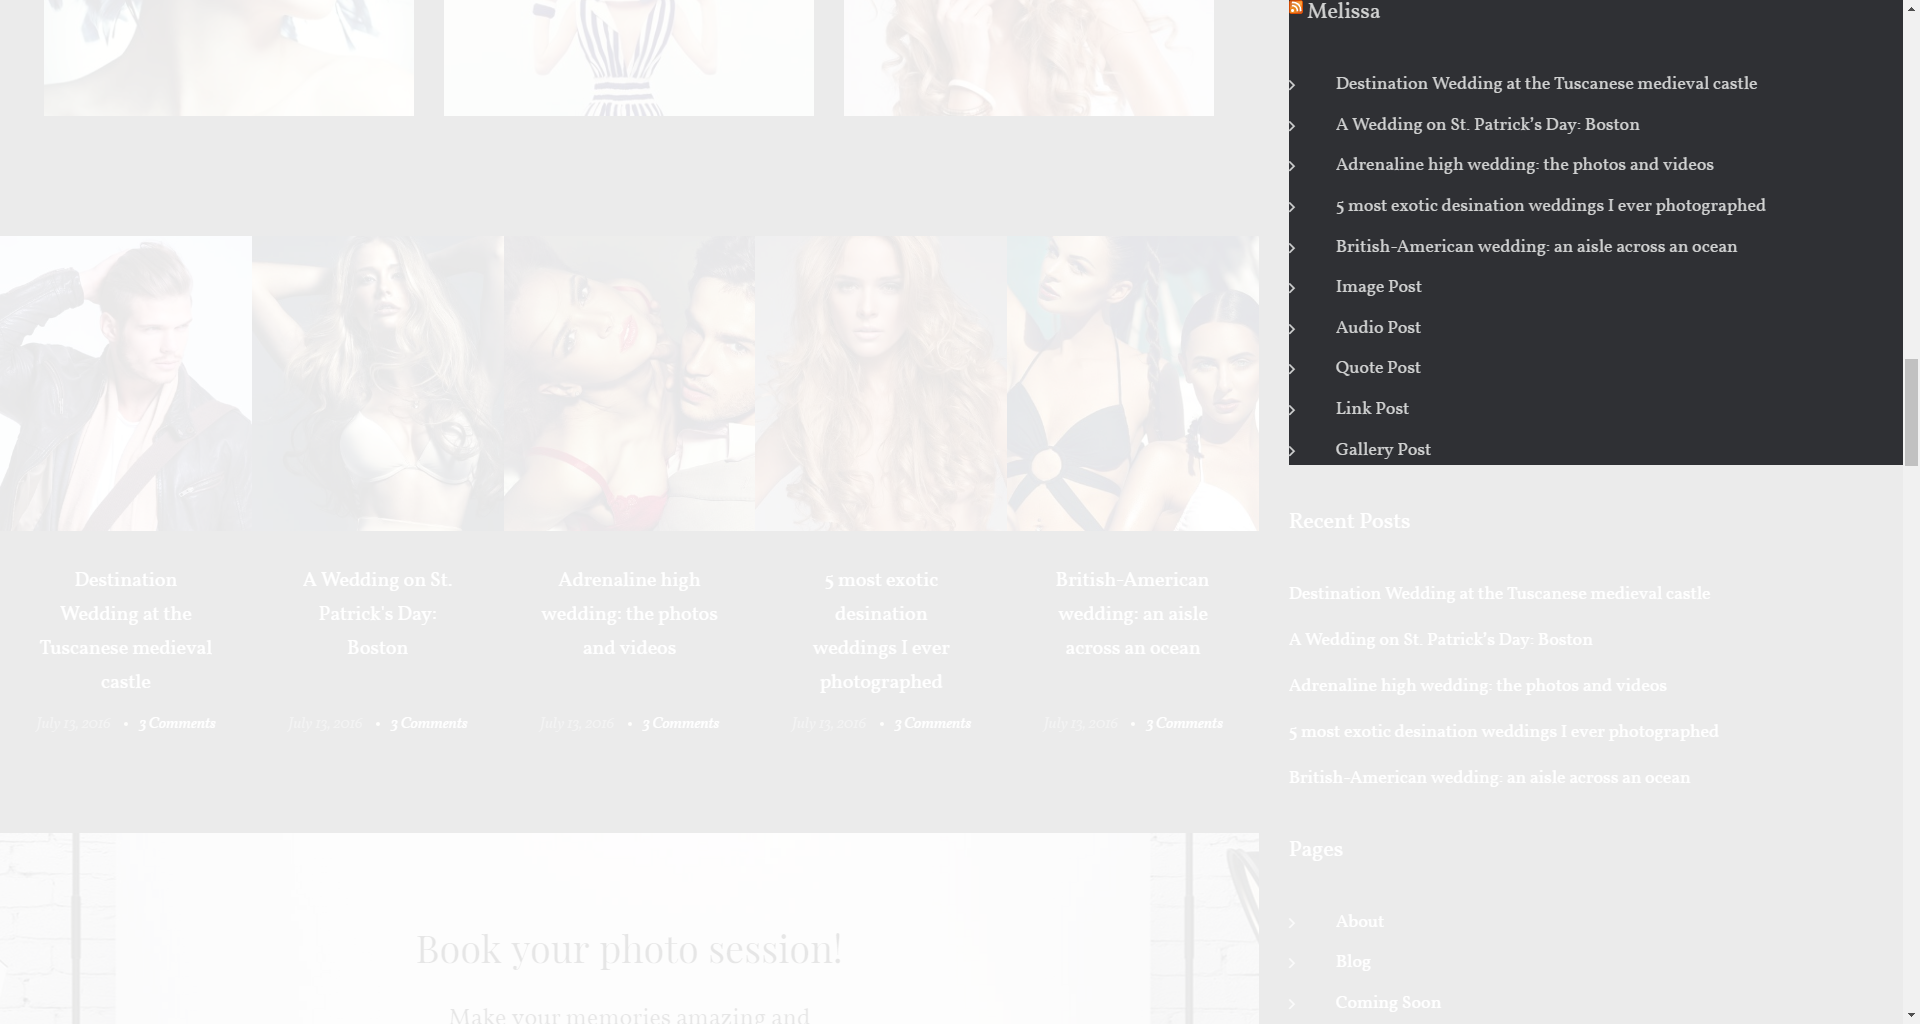 Melissa
Destination Wedding at the Tuscanese medieval castle
A Wedding on St. Patrick’s Day: Boston
Adrenaline high wedding: the photos and videos
5 most exotic desination weddings I ever photographed
British-American wedding: an aisle across an ocean
Image Post
Audio Post
Quote Post
Link Post
Gallery Post
Destination
Wedding at the
Tuscanese medieval
castle
July 13, 2016 • 3 Comments
A Wedding on St.
Patrick's Day:
Boston
July 13, 2016 • 3 Comments
Adrenaline high
wedding: the photos
and videos
July 13, 2016 • 3 Comments
5 most exotic
desination
weddings I ever
photographed
July 13, 2016 • 3 Comments
British-American
wedding: an aisle
across an ocean
July 13, 2016 • 3 Comments
Recent Posts
Destination Wedding at the Tuscanese medieval castle
A Wedding on St. Patrick’s Day: Boston
Adrenaline high wedding: the photos and videos
5 most exotic desination weddings I ever photographed
British-American wedding: an aisle across an ocean
Pages
About
Blog
Coming Soon
Book your photo session!
Make your memories amazing and